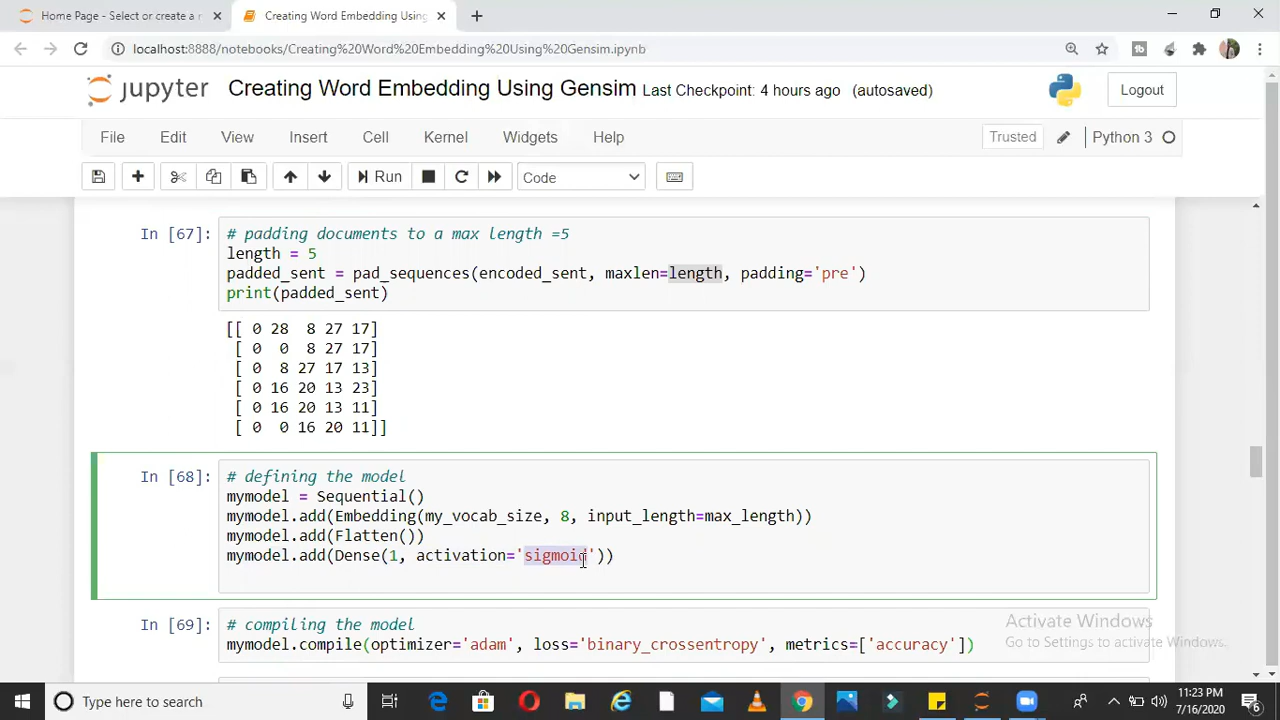 Home Page - Select or create a n
Creating Word Embedding Using
localhost:8888/notebooks/Creating%20Word%20Embedding%20Using%20Gensim.ipynb
jupyter
Creating Word Embedding Using Gensim Last Checkpoint: 4 hours ago (autosaved)
Logout
File Edit View Insert Cell Kernel Widgets Help
Trusted
Python 3
Run
Code
In [67]:
# padding documents to a max length =5
length = 5
padded_sent = pad_sequences(encoded_sent, maxlen=length, padding='pre')
print(padded_sent)
[[ 0 28 8 27 17]
[ 0 0 8 27 17]
[ 0 8 27 17 13]
[ 0 16 20 13 23]
[ 0 16 20 13 11]
[ 0 0 16 20 11]]
In [68]:
# defining the model
mymodel = Sequential()
mymodel.add(Embedding(my_vocab_size, 8, input_length=max_length))
mymodel.add(Flatten())
mymodel.add(Dense(1, activation='sigmoid'))
In [69]:
# compiling the model
mymodel.compile(optimizer='adam', loss='binary_crossentropy', metrics=['accuracy'])
Activate Windows
Go to Settings to activate Windows.
Type here to search
11:23 PM
7/16/2020
6